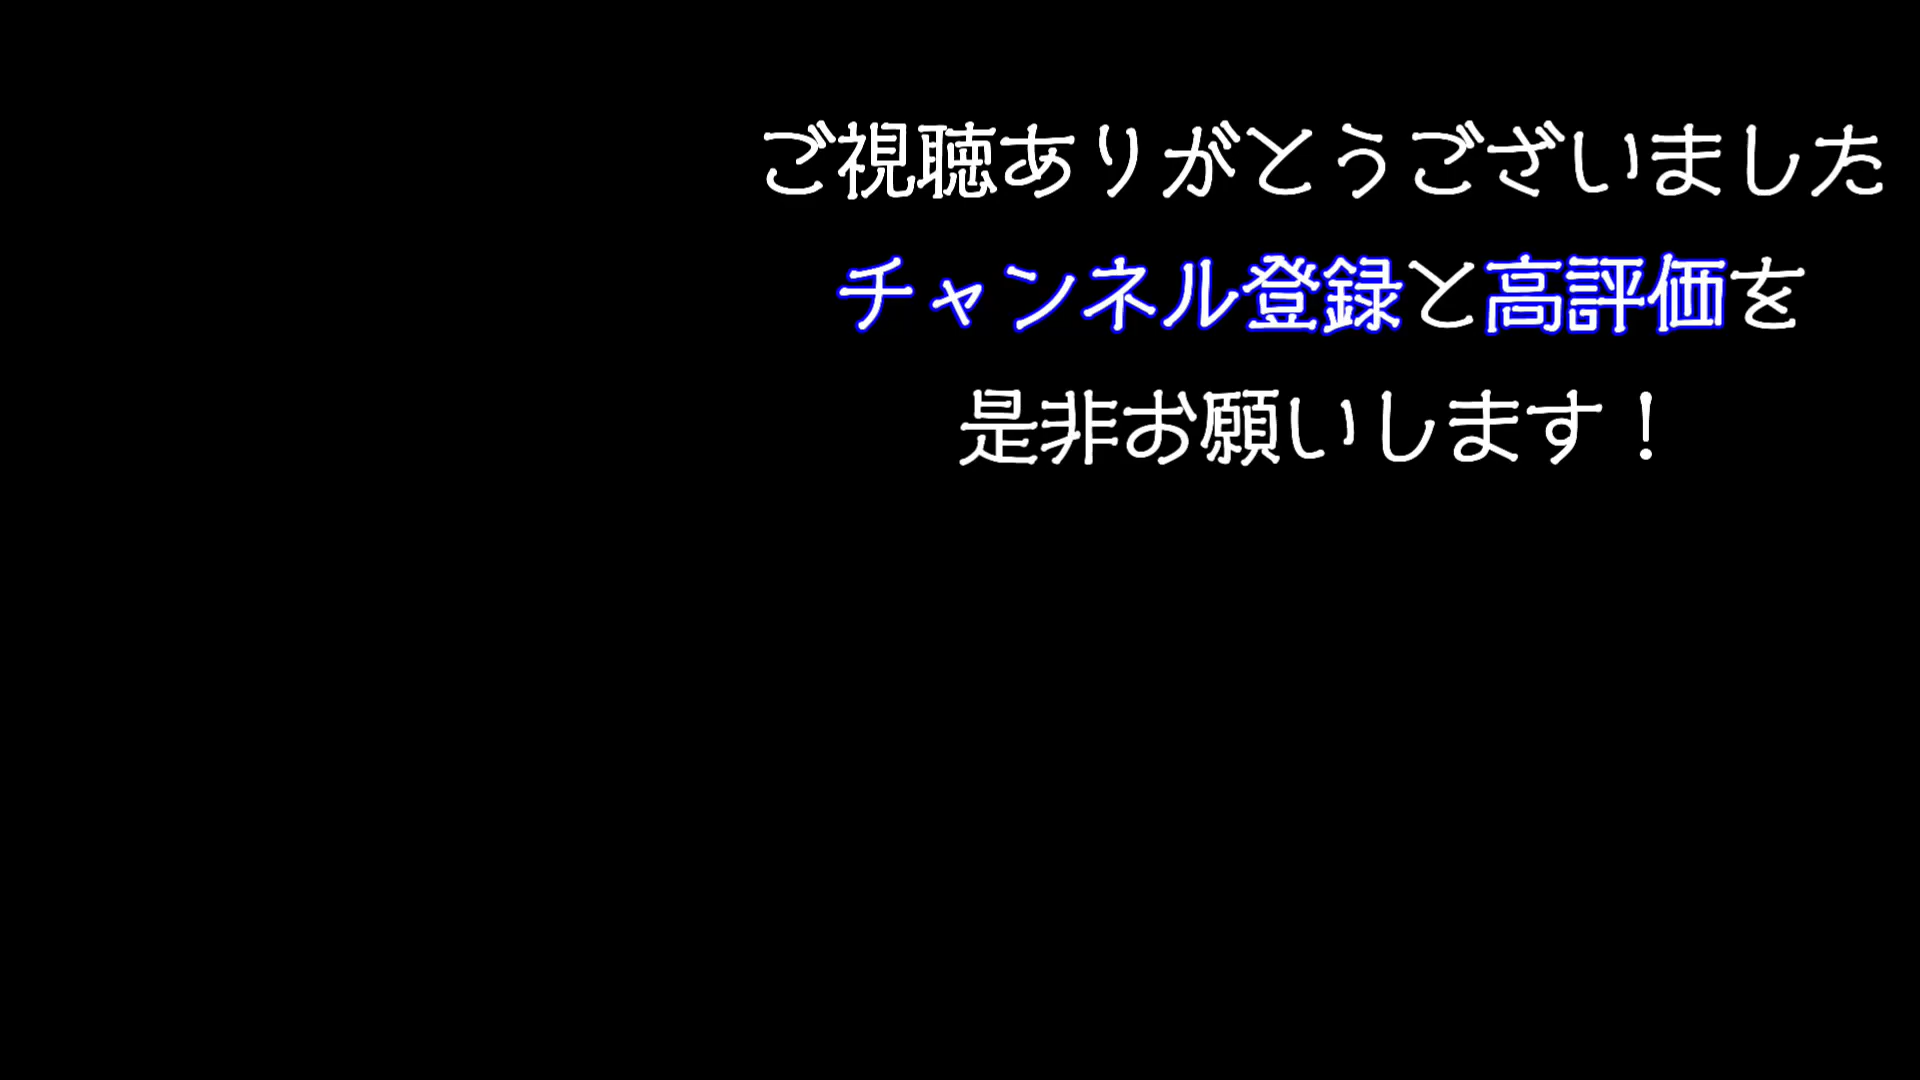 ご視聴ありがとうございました
チャンネル登録と高評価を
是非お願いします！